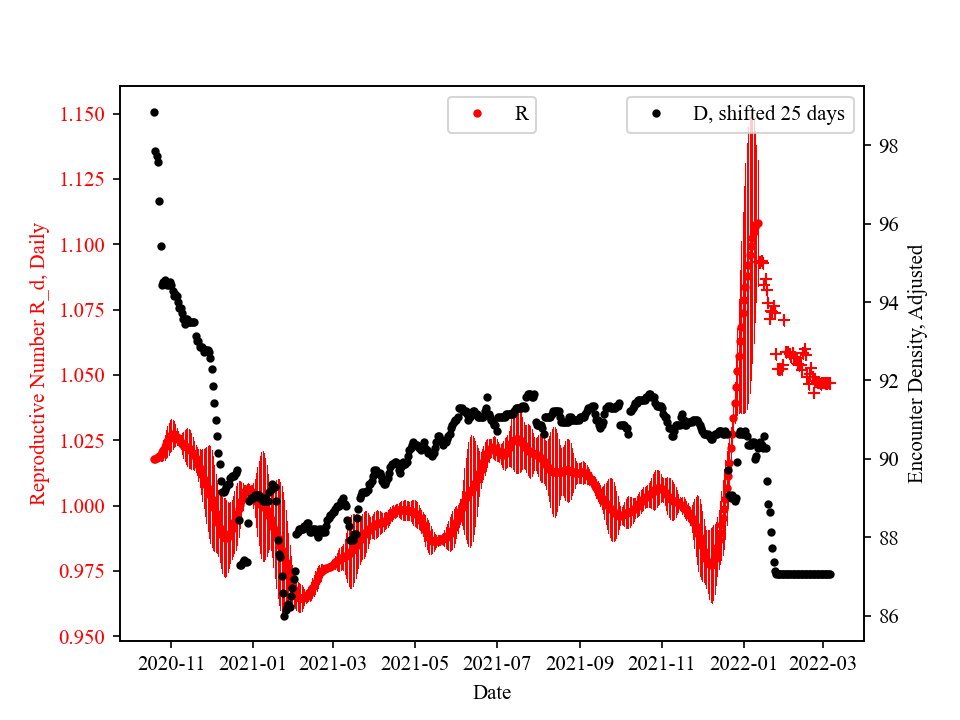 R
D, shifted 25 days
1.150
1.125
1.100
1.075
1.050
1.025
1.000
0.975
0.950
Reproductive Number R_d, Daily
98
96
94
92
90
88
86
Encounter Density, Adjusted
2020-11 2021-01 2021-03 2021-05 2021-07 2021-09 2021-11 2022-01 2022-03
Date